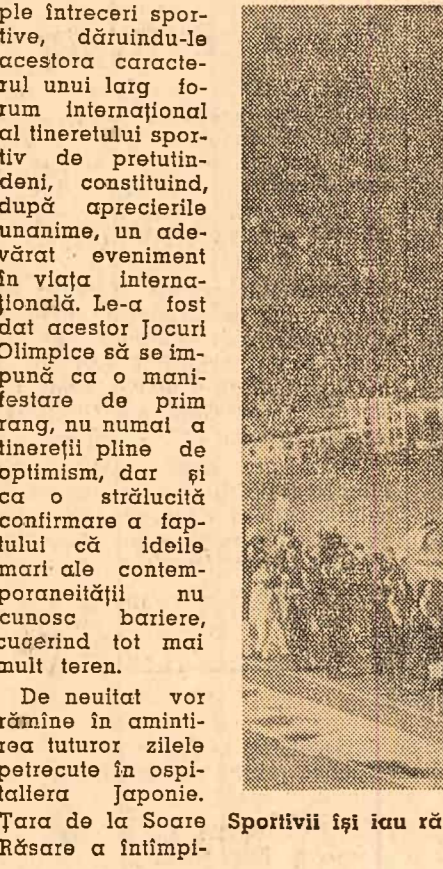 ple întreceri spor-
tive, dăruindu-le
acestora caracte-
rul unui larg fo-
rum internațional
al tineretului spor-
tiv de pretutin-
deni, constituind,
după aprecierile
unanime, un ade-
vărat eveniment
în viața interna-
țională. Le-a fost
dat acestor Jocuri
Olimpice să se im-
pună ca o mani-
festare de prim
rang, nu numai a
tinereții pline de
optimism, dar și
ca o strălucită
confirmare a fap-
tului că ideile
mari ale contem-
poraneității nu
cunosc bariere,
cucerind tot mai
mult teren.
De neuitat vor
rămîne în aminti-
rea tuturor zilele
petrecute în ospi-
taliera Japonie.
Țara de la Soare
Răsare a întîmpi-
Sportivii își iau ră